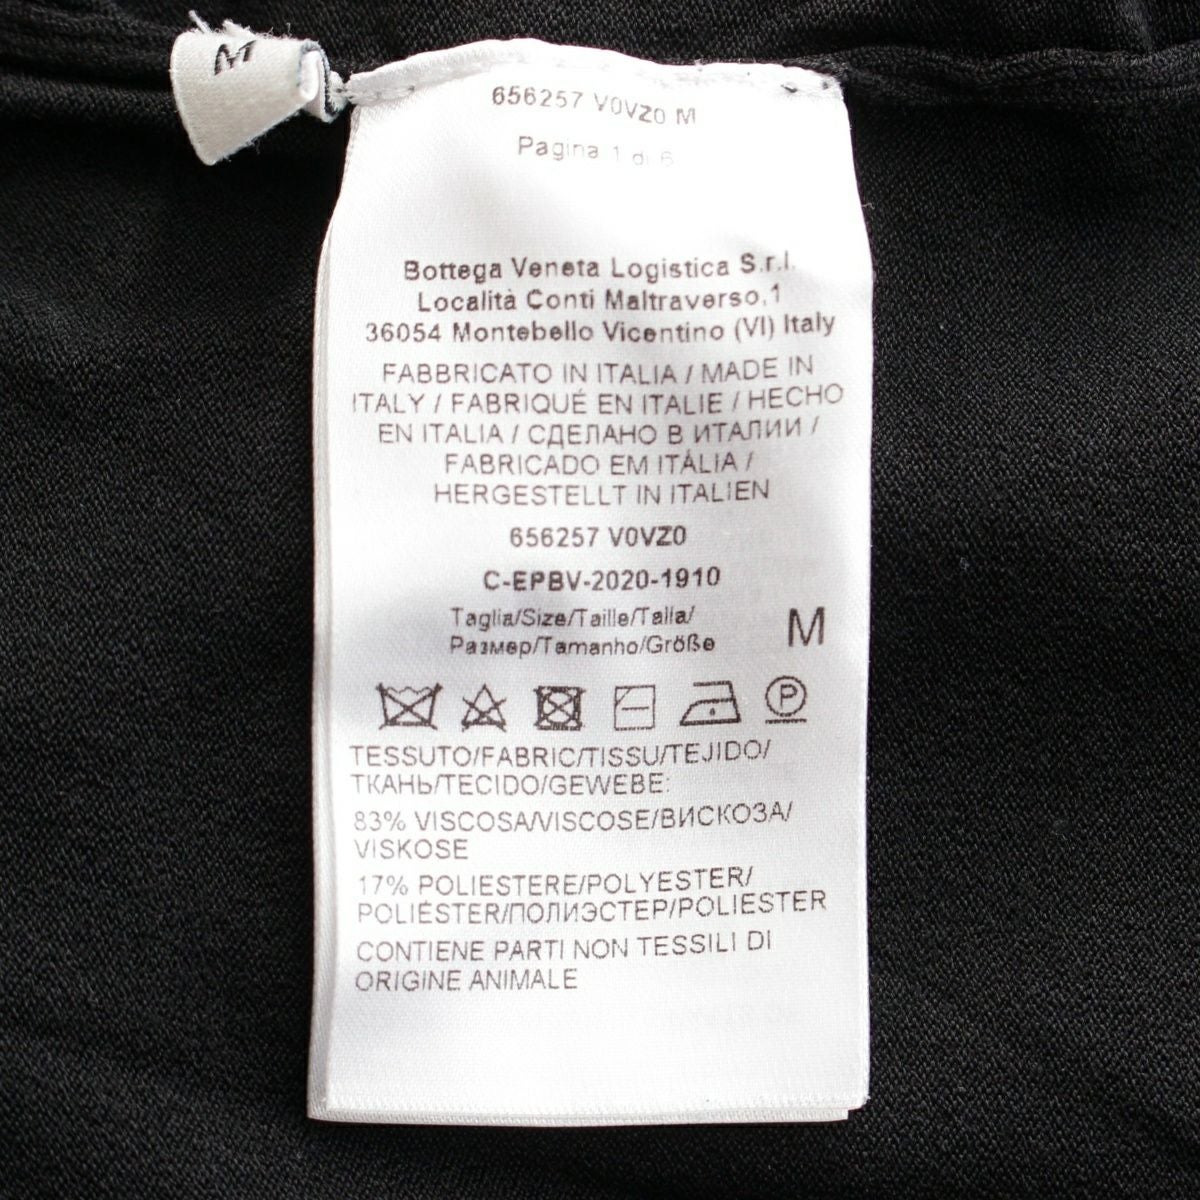 M
656257 V0VZ0 M
Pagina 1 di 6
Bottega Veneta Logistica S.r.l.
Località Conti Maltraverso,1
36054 Montebello Vicentino (VI) Italy
FABBRICATO IN ITALIA / MADE IN
ITALY / FABRIQUÉ EN ITALIE / HECHO
EN ITALIA / СДЕЛАНО В ИТАЛИИ /
FABRICADO EM ITÁLIA /
HERGESTELLT IN ITALIEN
656257 V0VZ0
C-EPBV-2020-1910
Taglia/Size/Taille/Talla/
Размер/Tamanho/Größe
M
P
TESSUTO/FABRIC/TISSU/TEJIDO/
ТКАНЬ/TECIDO/GEWEBE:
83% VISCOSA/VISCOSE/ВИСКОЗА/
VISKOSE
17% POLIESTERE/POLYESTER/
POLIÉSTER/ПОЛИЭСТЕР/POLIESTER
CONTIENE PARTI NON TESSILI DI
ORIGINE ANIMALE